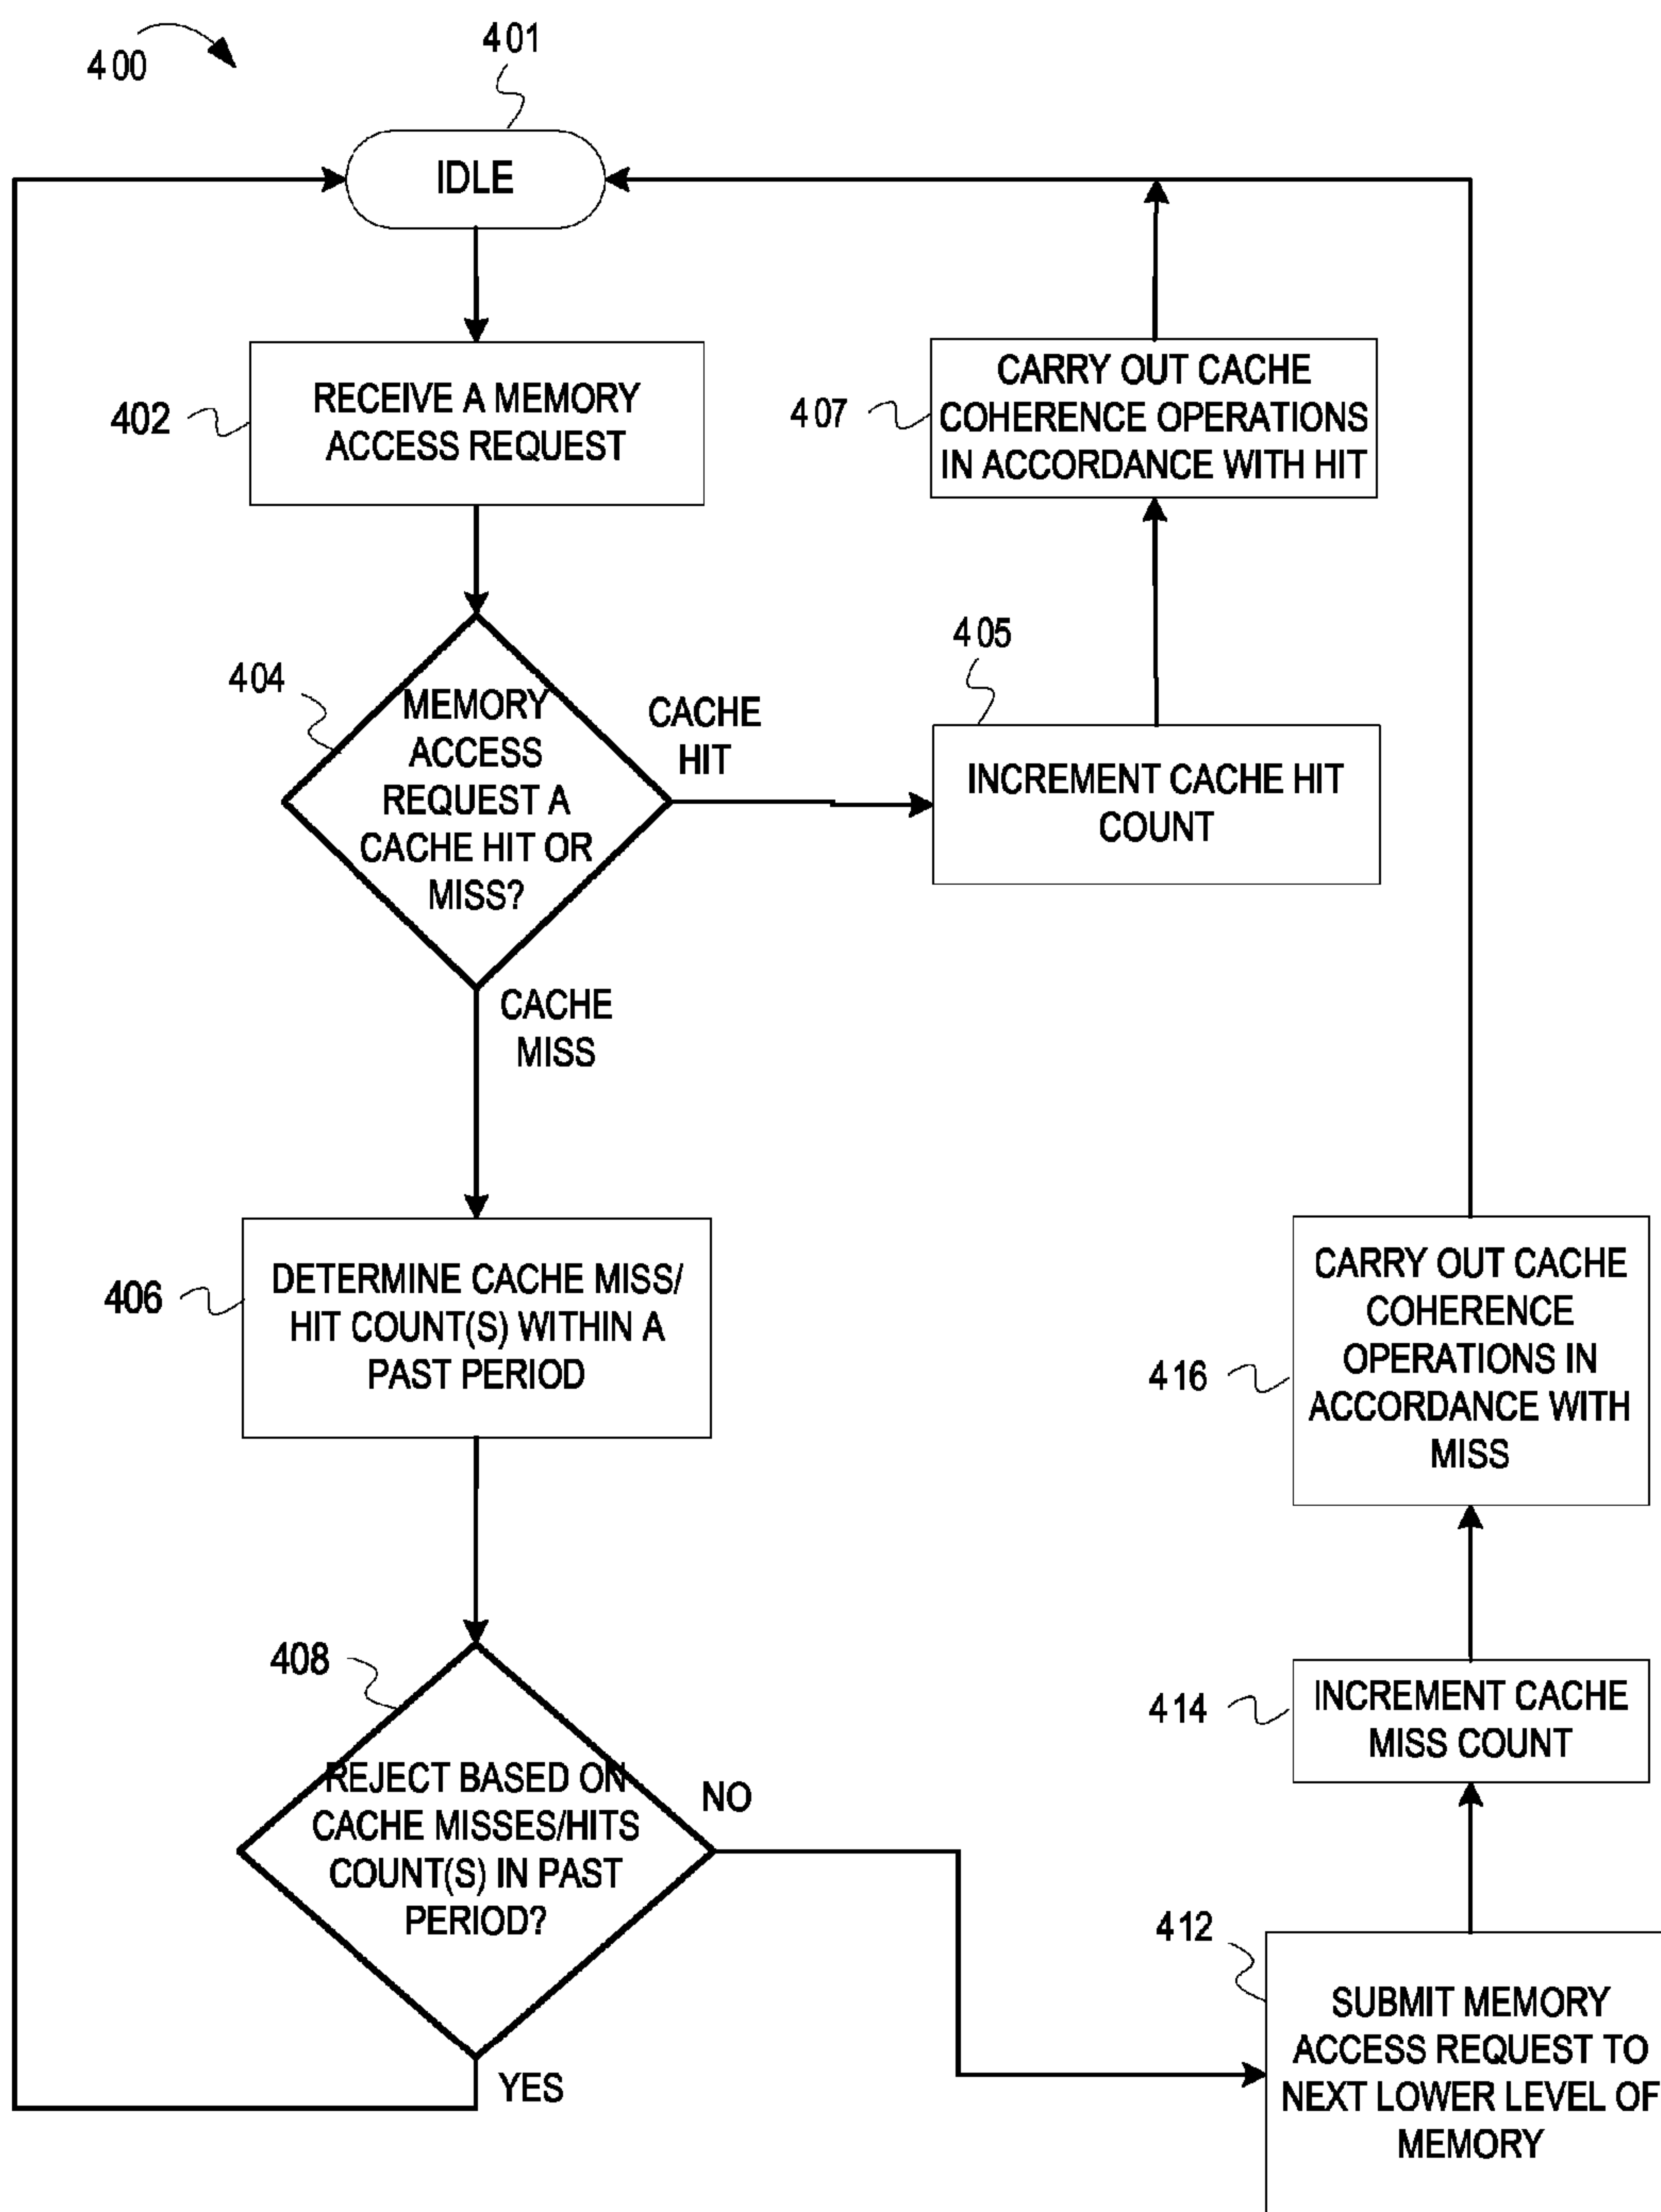 400
401
IDLE
402
RECEIVE A MEMORY
ACCESS REQUEST
407
CARRY OUT CACHE
COHERENCE OPERATIONS
IN ACCORDANCE WITH HIT
404
MEMORY
ACCESS
REQUEST A
CACHE HIT OR
MISS?
CACHE
HIT
405
INCREMENT CACHE HIT
COUNT
CACHE
MISS
406
DETERMINE CACHE MISS/
HIT COUNT(S) WITHIN A
PAST PERIOD
416
CARRY OUT CACHE
COHERENCE
OPERATIONS IN
ACCORDANCE WITH
MISS
408
REJECT BASED ON
CACHE MISSES/HITS
COUNT(S) IN PAST
PERIOD?
NO
YES
414
INCREMENT CACHE
MISS COUNT
412
SUBMIT MEMORY
ACCESS REQUEST TO
NEXT LOWER LEVEL OF
MEMORY